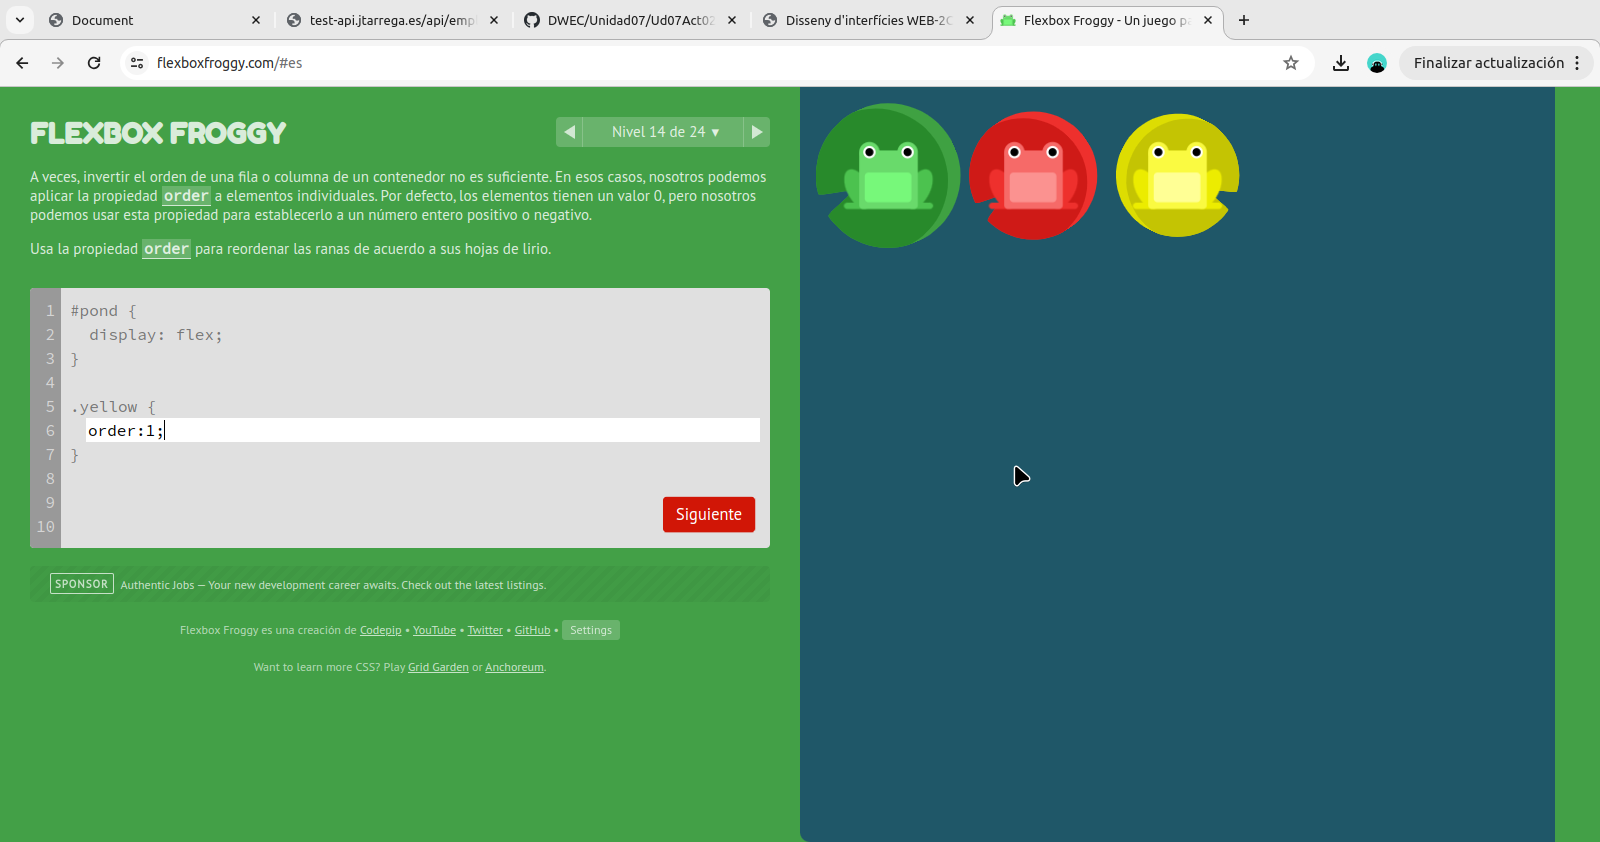 Document
test-api.jtarrega.es/api/emp
DWEC/Unidad07/Ud07Act02
Disseny d'interfícies WEB-2C
Flexbox Froggy - Un juego pa
flexboxfroggy.com/#es
Finalizar actualización
FLEXBOX FROGGY
Nivel 14 de 24 ▾
A veces, invertir el orden de una fila o columna de un contenedor no es suficiente. En esos casos, nosotros podemos
aplicar la propiedad order a elementos individuales. Por defecto, los elementos tienen un valor 0, pero nosotros
podemos usar esta propiedad para establecerlo a un número entero positivo o negativo.
Usa la propiedad order para reordenar las ranas de acuerdo a sus hojas de lirio.
1 #pond {
2 display: flex;
3 }
4
5 .yellow {
6 order:1;
7 }
8
9
10
Siguiente
SPONSOR Authentic Jobs — Your new development career awaits. Check out the latest listings.
Flexbox Froggy es una creación de Codepip • YouTube • Twitter • GitHub • Settings
Want to learn more CSS? Play Grid Garden or Anchoreum.